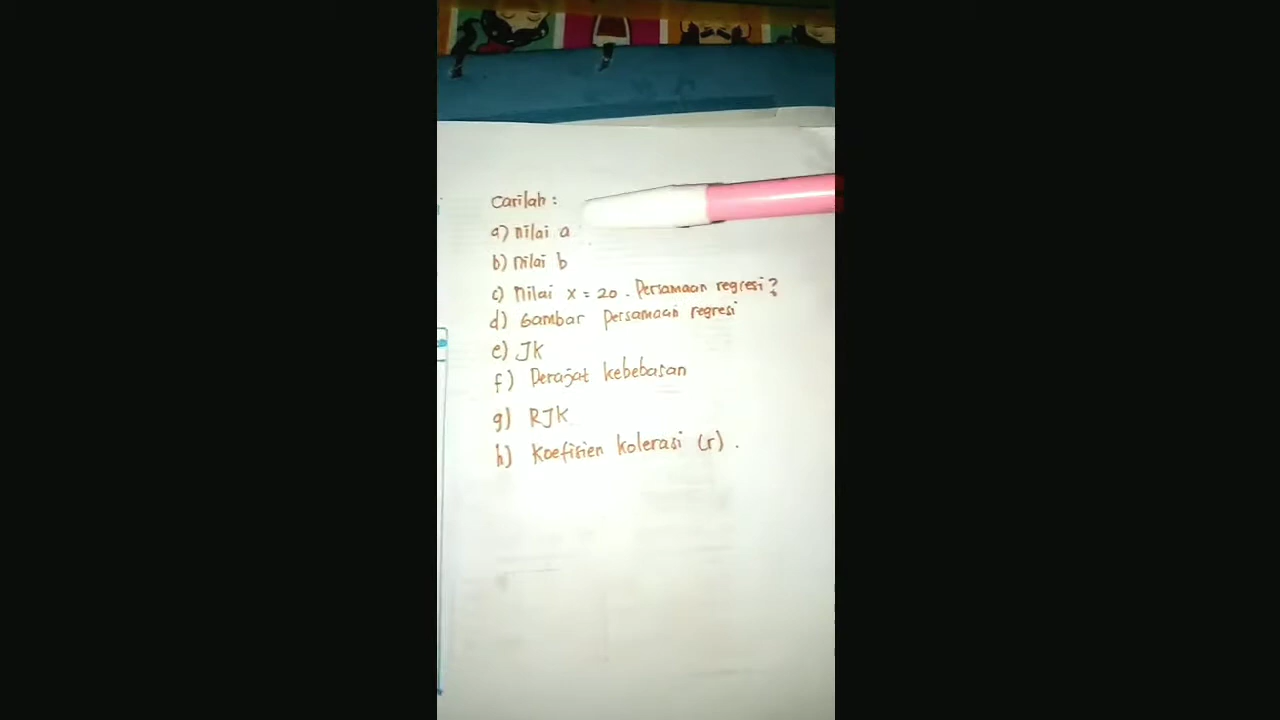 Carilah :
a) nilai a
b) nilai b
c) Nilai x = 20 . Persamaan regresi ?
d) Gambar persamaan regresi
e) JK
f) Derajat kebebasan
g) RJK
h) Koefisien kolerasi (r) .